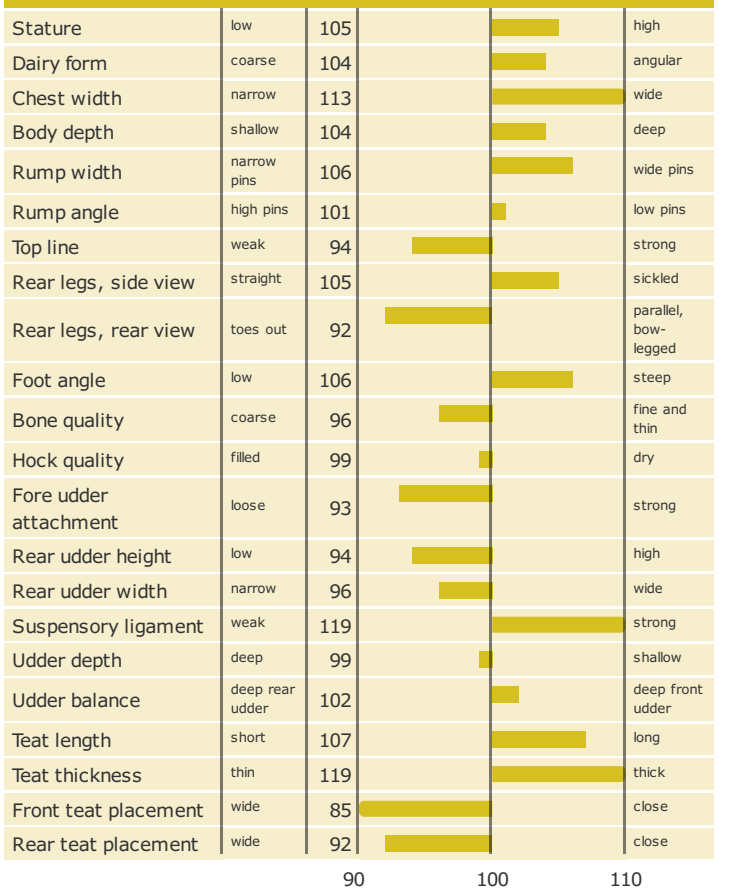 Stature low 105 high
Dairy form coarse 104 angular
Chest width narrow 113 wide
Body depth shallow 104 deep
Rump width narrow pins 106 wide pins
Rump angle high pins 101 low pins
Top line weak 94 strong
Rear legs, side view straight 105 sickled
Rear legs, rear view toes out 92 parallel, bow-legged
Foot angle low 106 steep
Bone quality coarse 96 fine and thin
Hock quality filled 99 dry
Fore udder attachment loose 93 strong
Rear udder height low 94 high
Rear udder width narrow 96 wide
Suspensory ligament weak 119 strong
Udder depth deep 99 shallow
Udder balance deep rear udder 102 deep front udder
Teat length short 107 long
Teat thickness thin 119 thick
Front teat placement wide 85 close
Rear teat placement wide 92 close
90 100 110